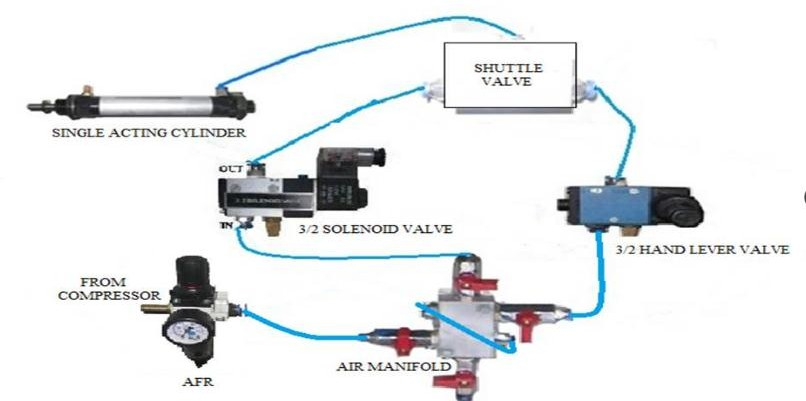 SHUTTLE
VALVE
SINGLE ACTING CYLINDER
OUT
IN
3/2 SOLENOID VALVE
3/2 HAND LEVER VALVE
FROM
COMPRESSOR
AIR MANIFOLD
AFR